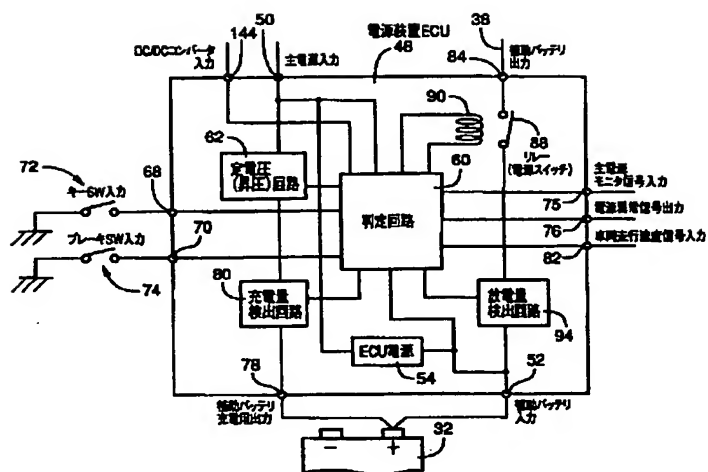 DC/DCコンバータ
入力
144
50
主電源入力
電源装置ECU
48
38
補助バッテリ
出力
84
90
62
定電圧
(昇圧)回路
88
リレー
(電源スイッチ)
72
キーSW入力
68
60
判定回路
主電源
モニタ信号入力
75
電源異常信号出力
76
車両走行速度信号入力
82
70
ブレーキSW入力
74
80
充電量
検出回路
放電量
検出回路
94
ECU電源
54
78
52
補助バッテリ
充電用出力
補助バッテリ
入力
− +
32